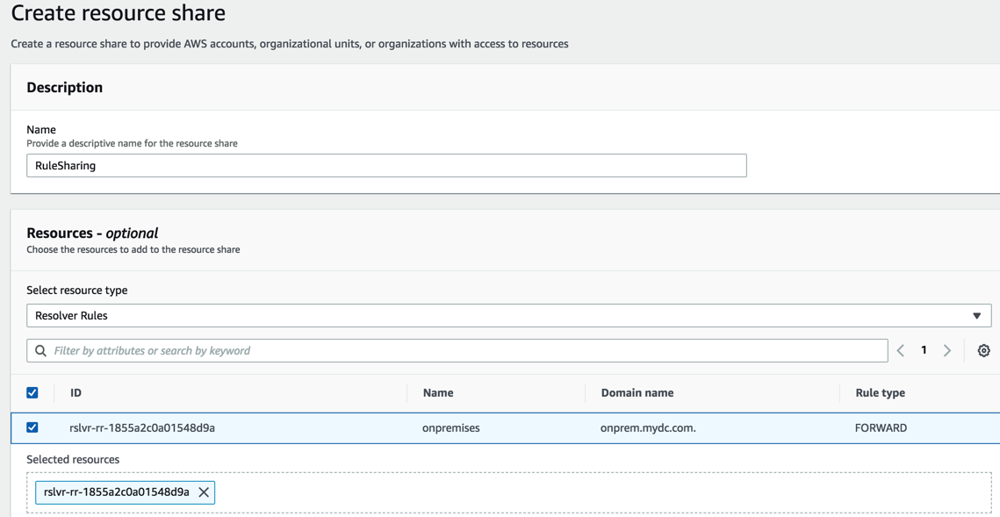 Create resource share
Create a resource share to provide AWS accounts, organizational units, or organizations with access to resources
Description
Name
Provide a descriptive name for the resource share
RuleSharing
Resources - optional
Choose the resources to add to the resource share
Select resource type
Resolver Rules
Filter by attributes or search by keyword
1
ID Name Domain name Rule type
rslvr-rr-1855a2c0a01548d9a onpremises onprem.mydc.com. FORWARD
Selected resources
rslvr-rr-1855a2c0a01548d9a